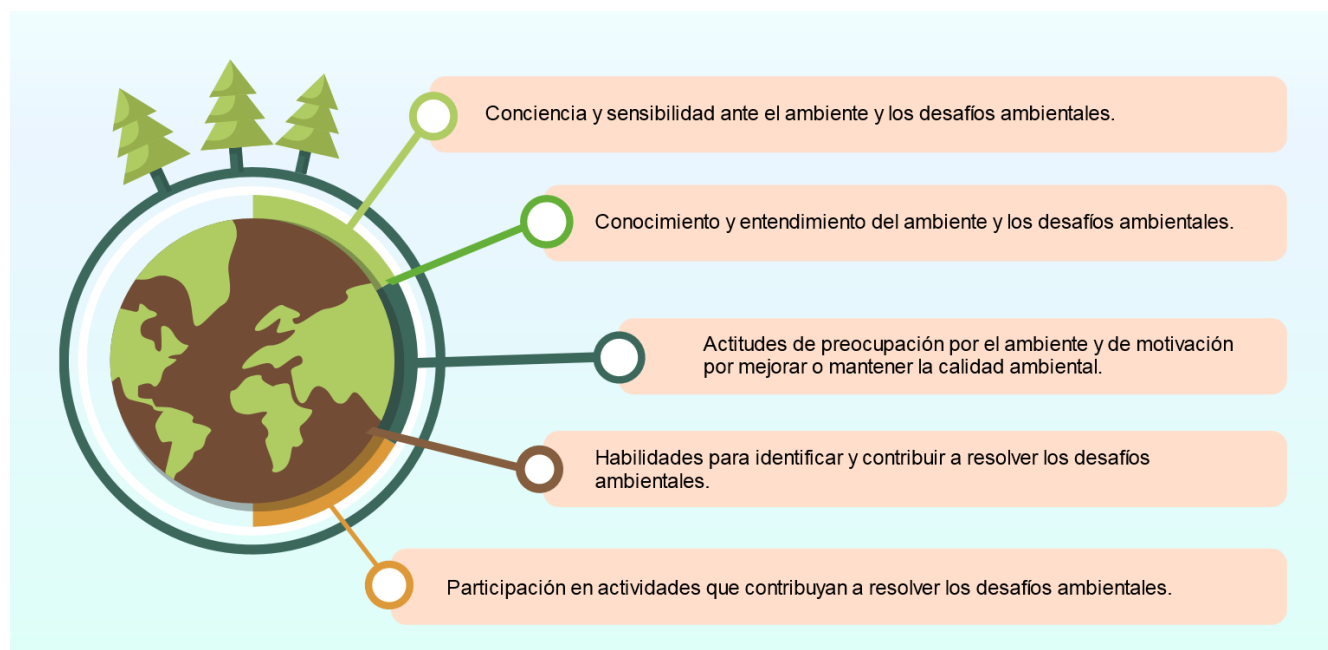 Conciencia y sensibilidad ante el ambiente y los desafíos ambientales.
Conocimiento y entendimiento del ambiente y los desafíos ambientales.
Actitudes de preocupación por el ambiente y de motivación
por mejorar o mantener la calidad ambiental.
Habilidades para identificar y contribuir a resolver los desafíos
ambientales.
Participación en actividades que contribuyan a resolver los desafíos ambientales.